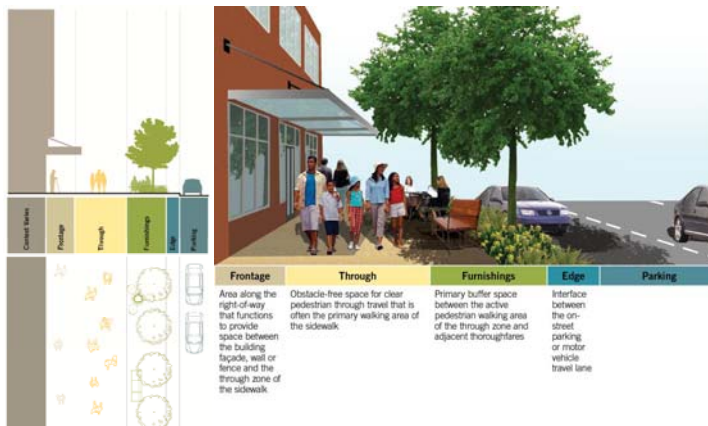 Context Varies
Frontage
Through
Furnishings
Edge
Parking
Frontage
Through
Furnishings
Edge
Parking
Area along the
right-of-way
that functions
to provide
space between
the building
façade, wall or
fence and the
through zone of
the sidewalk
Obstacle-free space for clear
pedestrian through travel that is
often the primary walking area of
the sidewalk
Primary buffer space
between the active
pedestrian walking area
of the through zone and
adjacent thoroughfares
Interface
between
the on-
street
parking
or motor
vehicle
travel lane